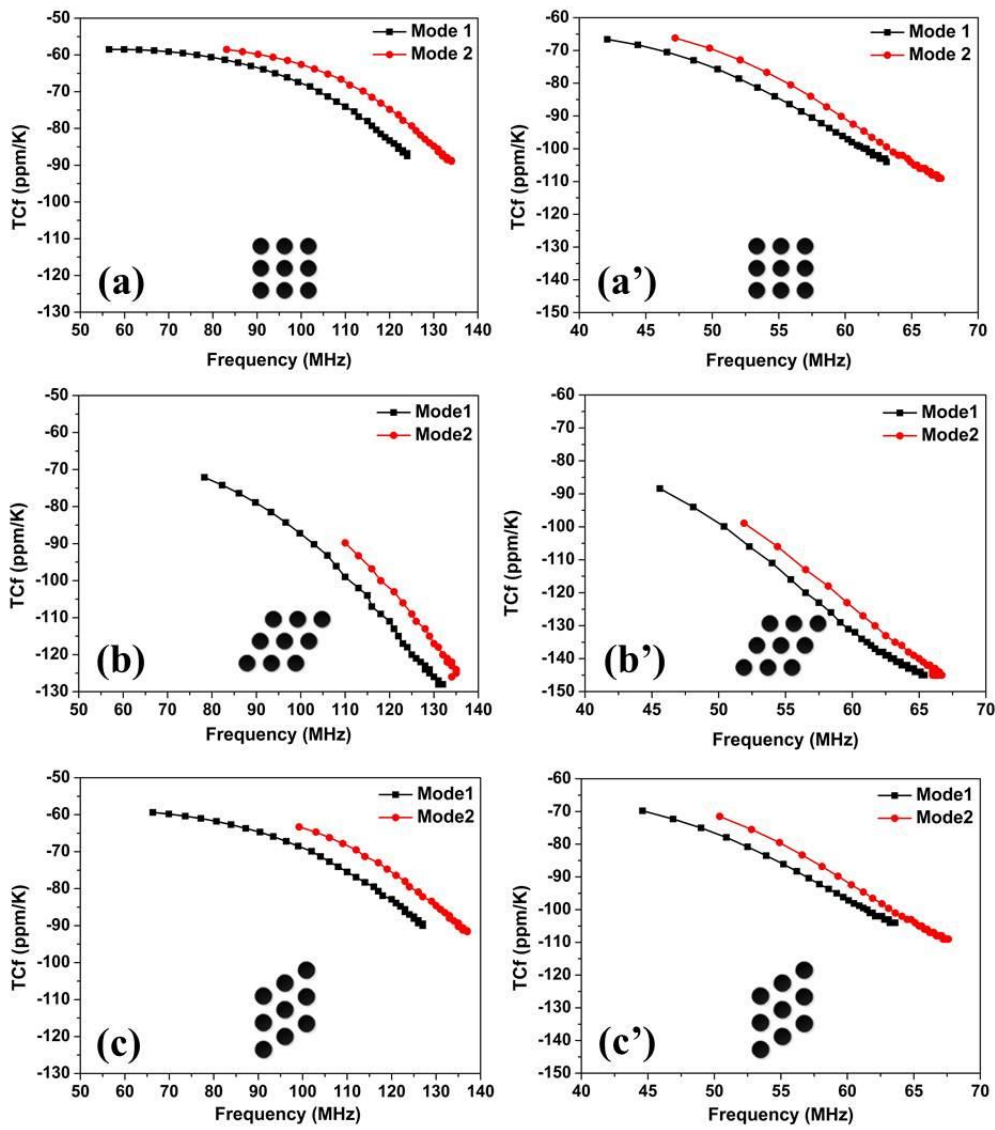 -50
-60
-70
-80
-90
-100
-110
-120
-130
TCf (ppm/K)
Mode 1
Mode 2
(a)
50 60 70 80 90 100 110 120 130 140
Frequency (MHz)
-60
-70
-80
-90
-100
-110
-120
-130
-140
-150
TCf (ppm/K)
Mode 1
Mode 2
(a’)
40 45 50 55 60 65 70
Frequency (MHz)
-50
-60
-70
-80
-90
-100
-110
-120
-130
TCf (ppm/K)
Mode1
Mode2
(b)
50 60 70 80 90 100 110 120 130 140
Frequency (MHz)
-60
-70
-80
-90
-100
-110
-120
-130
-140
-150
TCf (ppm/K)
Mode1
Mode2
(b’)
40 45 50 55 60 65 70
Frequency (MHz)
-50
-60
-70
-80
-90
-100
-110
-120
-130
TCf (ppm/K)
Mode1
Mode2
(c)
50 60 70 80 90 100 110 120 130 140
Frequency (MHz)
-60
-70
-80
-90
-100
-110
-120
-130
-140
-150
TCf (ppm/K)
Mode1
Mode2
(c’)
40 45 50 55 60 65 70
Frequency (MHz)